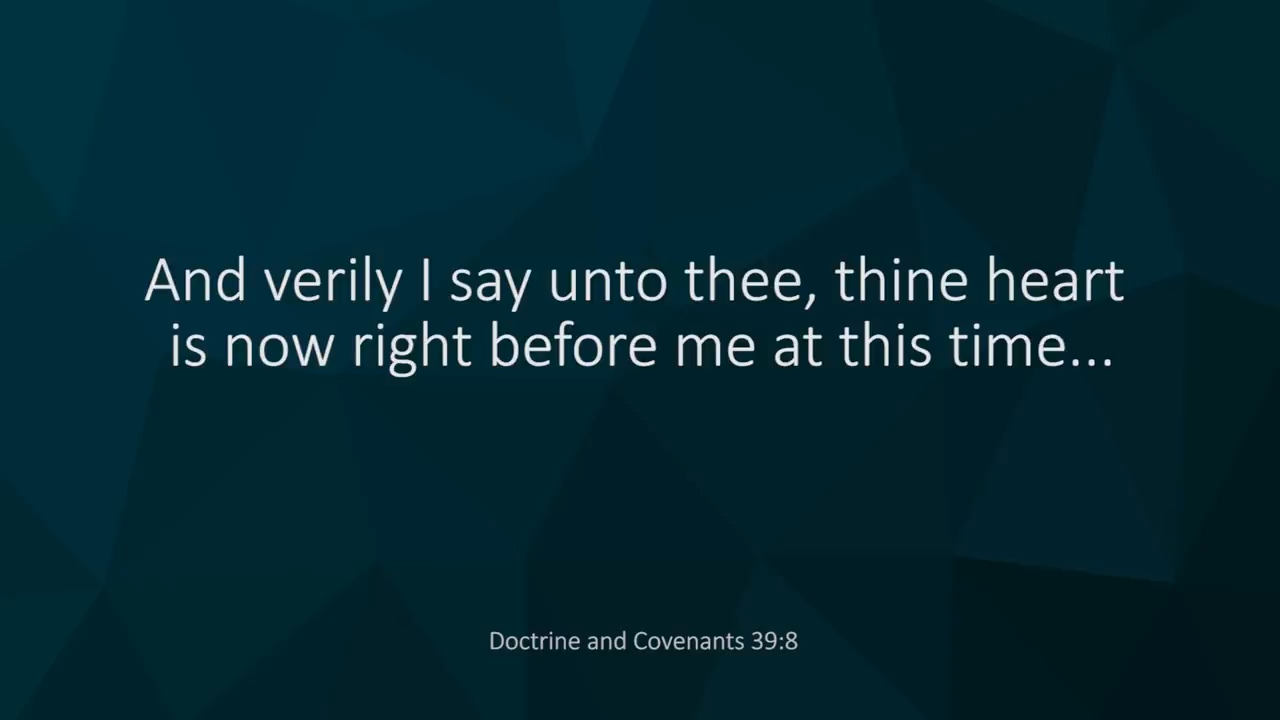 And verily I say unto thee, thine heart
is now right before me at this time...
Doctrine and Covenants 39:8